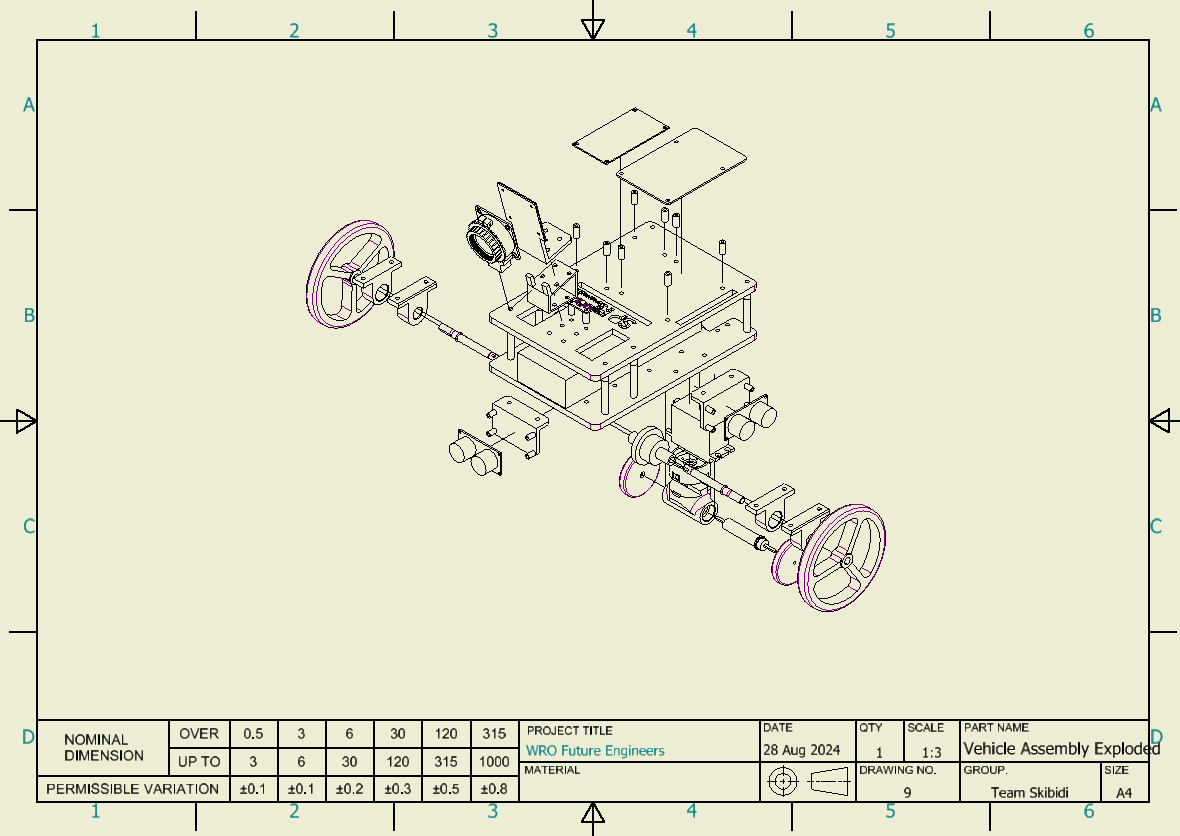 1 2 3 4 5 6
A A
B B
C C
D D
NOMINAL DIMENSION OVER 0.5 3 6 30 120 315
UP TO 3 6 30 120 315 1000
PERMISSIBLE VARIATION ±0.1 ±0.1 ±0.2 ±0.3 ±0.5 ±0.8
PROJECT TITLE
WRO Future Engineers
MATERIAL
DATE
28 Aug 2024
QTY
1
SCALE
1:3
PART NAME
Vehicle Assembly Exploded
DRAWING NO.
9
GROUP.
Team Skibidi
SIZE
A4
1 2 3 4 5 6